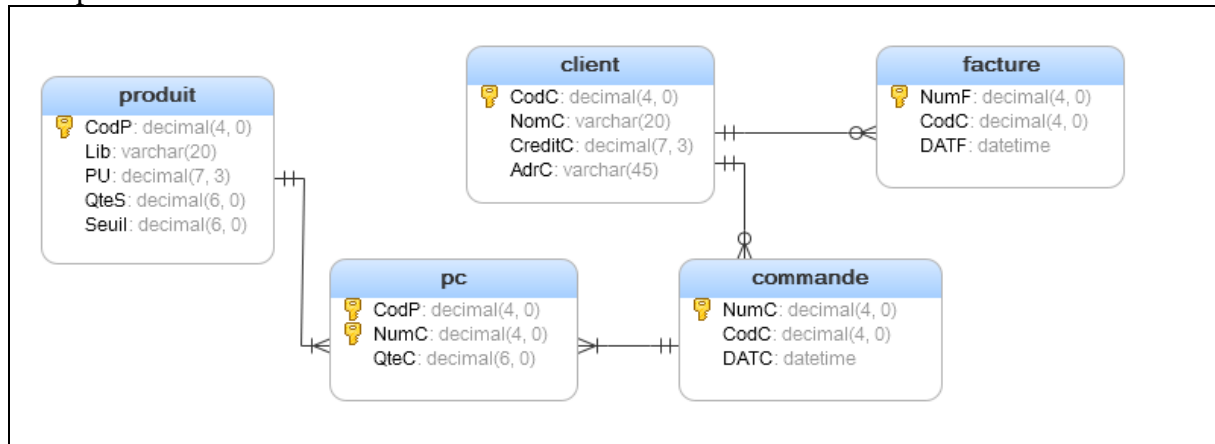 produit
CodP: decimal(4, 0)
Lib: varchar(20)
PU: decimal(7, 3)
QteS: decimal(6, 0)
Seuil: decimal(6, 0)
client
CodC: decimal(4, 0)
NomC: varchar(20)
CreditC: decimal(7, 3)
AdrC: varchar(45)
facture
NumF: decimal(4, 0)
CodC: decimal(4, 0)
DATF: datetime
pc
CodP: decimal(4, 0)
NumC: decimal(4, 0)
QteC: decimal(6, 0)
commande
NumC: decimal(4, 0)
CodC: decimal(4, 0)
DATC: datetime